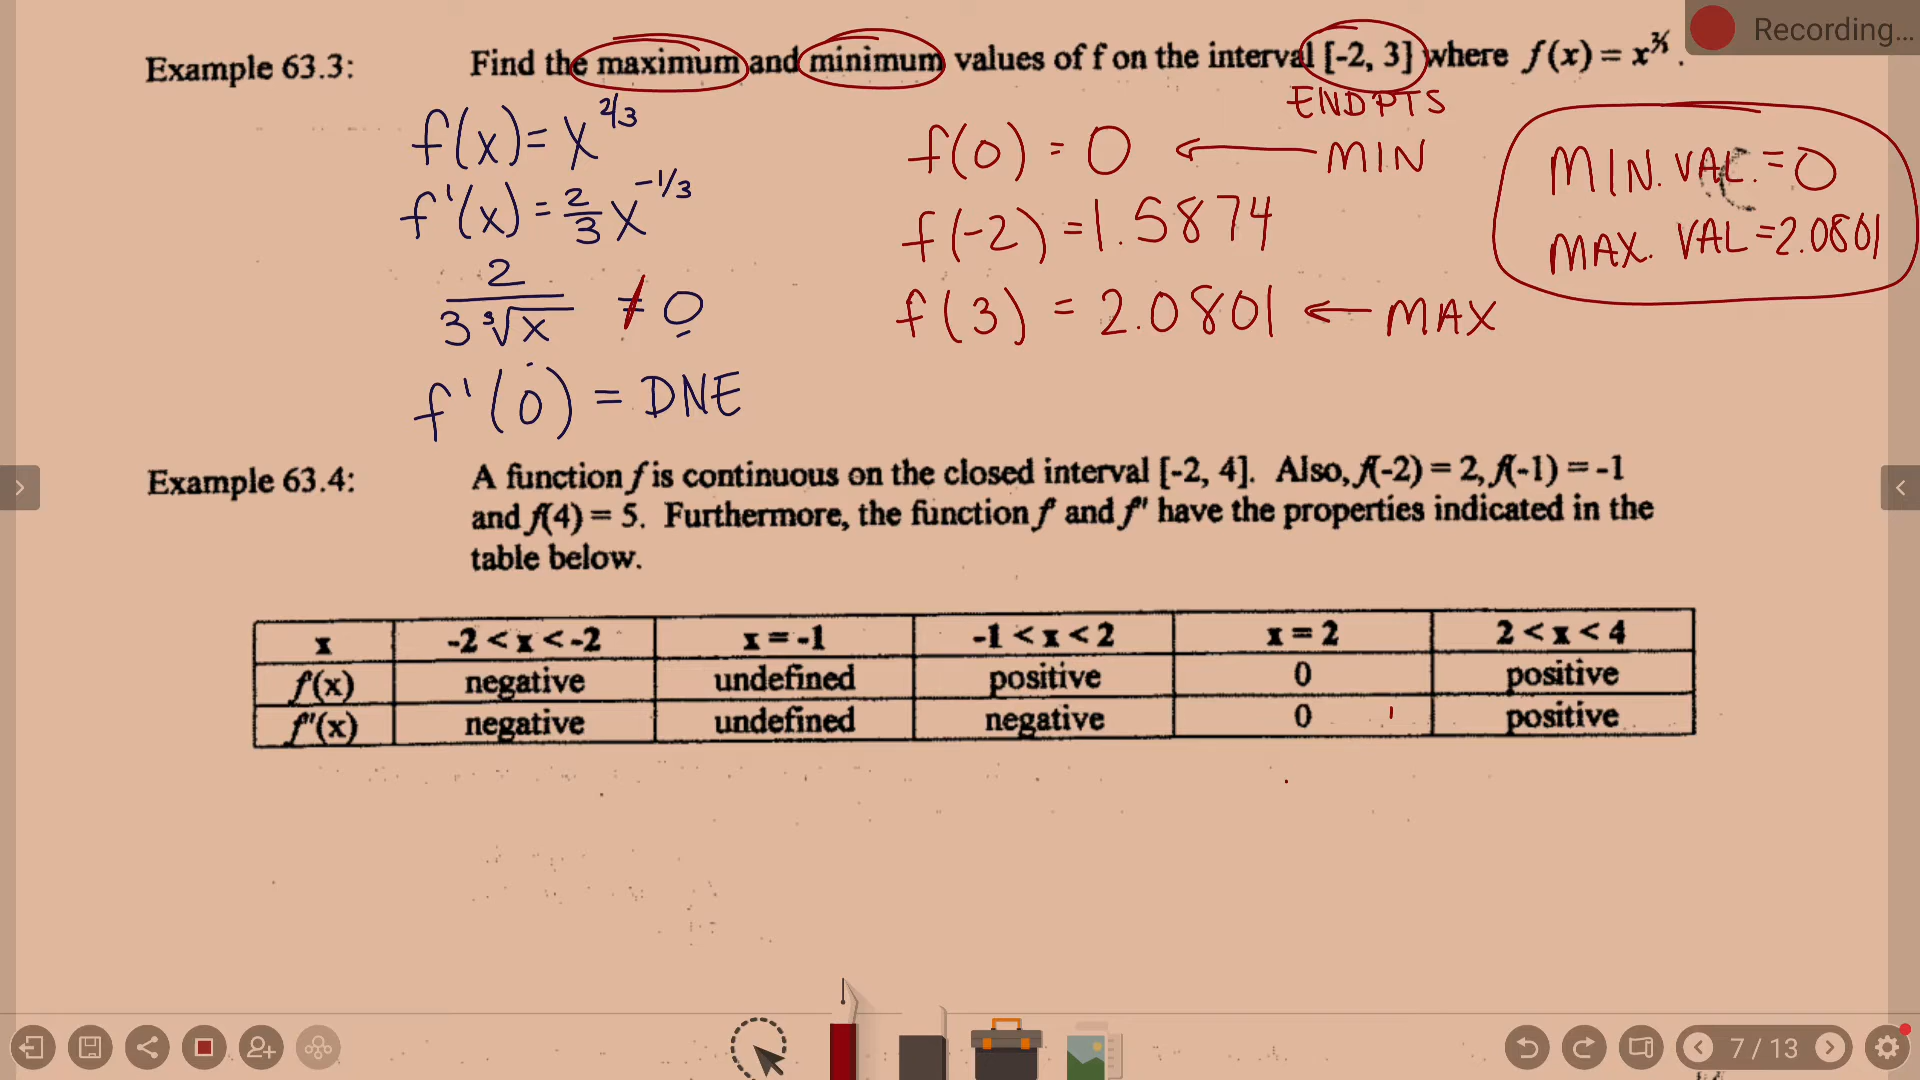 Recording...
Example 63.3: Find the maximum and minimum values of f on the interval [-2, 3] where f(x) = x^⅔.
ENDPTS
f(x) = x^2/3
f'(x) = 2/3 x^-1/3
2/(3 ³√x) ≠ 0
f'(0) = DNE
f(0) = 0 ← MIN
f(-2) = 1.5874
f(3) = 2.0801 ← MAX
MIN. VAL. = 0
MAX. VAL = 2.0801
Example 63.4: A function f is continuous on the closed interval [-2, 4]. Also, f(-2) = 2, f(-1) = -1
and f(4) = 5. Furthermore, the function f' and f" have the properties indicated in the
table below.
x -2 < x < -2 x = -1 -1 < x < 2 x = 2 2 < x < 4
f'(x) negative undefined positive 0 positive
f"(x) negative undefined negative 0 positive
7 / 13